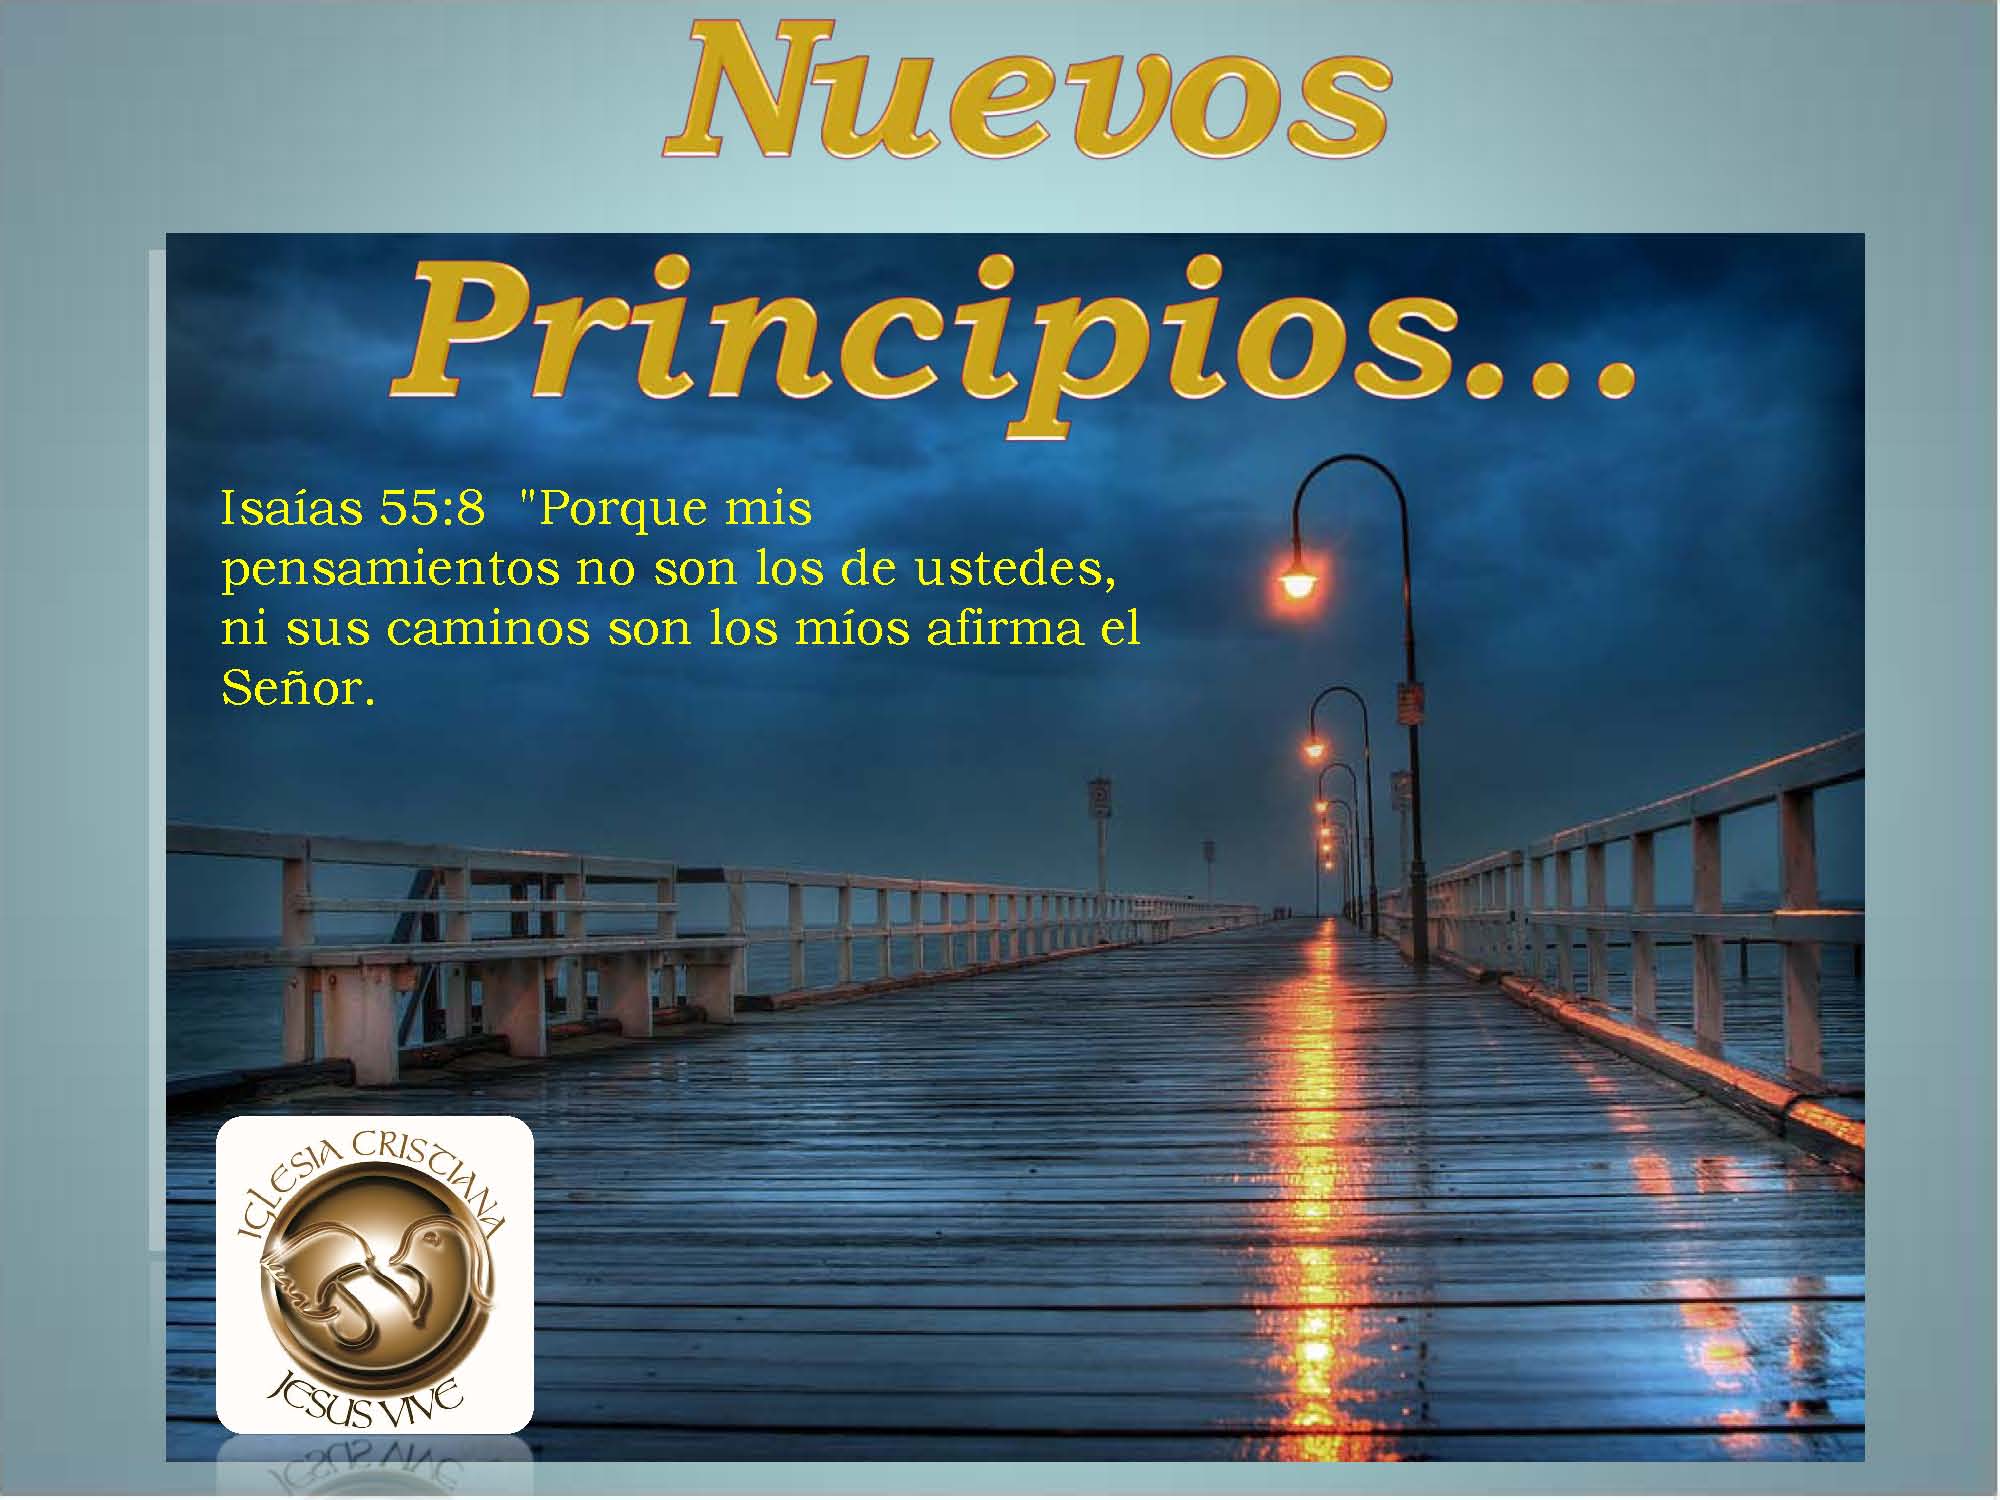 Nuevos
Principios...
Isaías 55:8  "Porque mis
pensamientos no son los de ustedes,
ni sus caminos son los míos afirma el
Señor.
IGLESIA CRISTIANA
JESUS VIVE